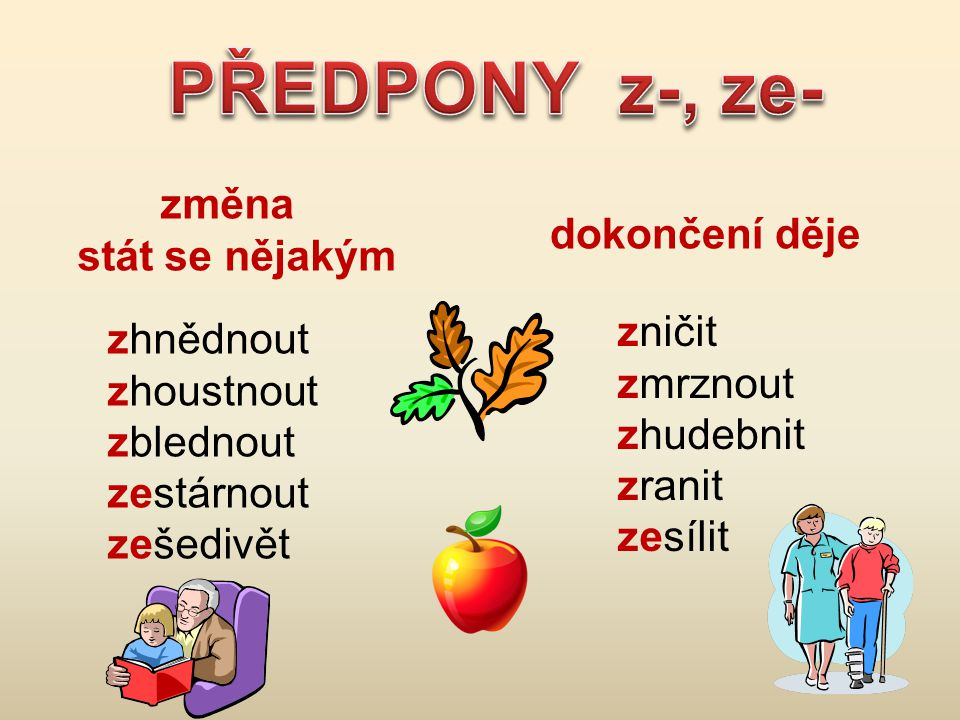 PŘEDPONY z-, ze-
změna
stát se nějakým
zhnědnout
zhoustnout
zblednout
zestárnout
zešedivět
dokončení děje
zničit
zmrznout
zhudebnit
zranit
zesílit